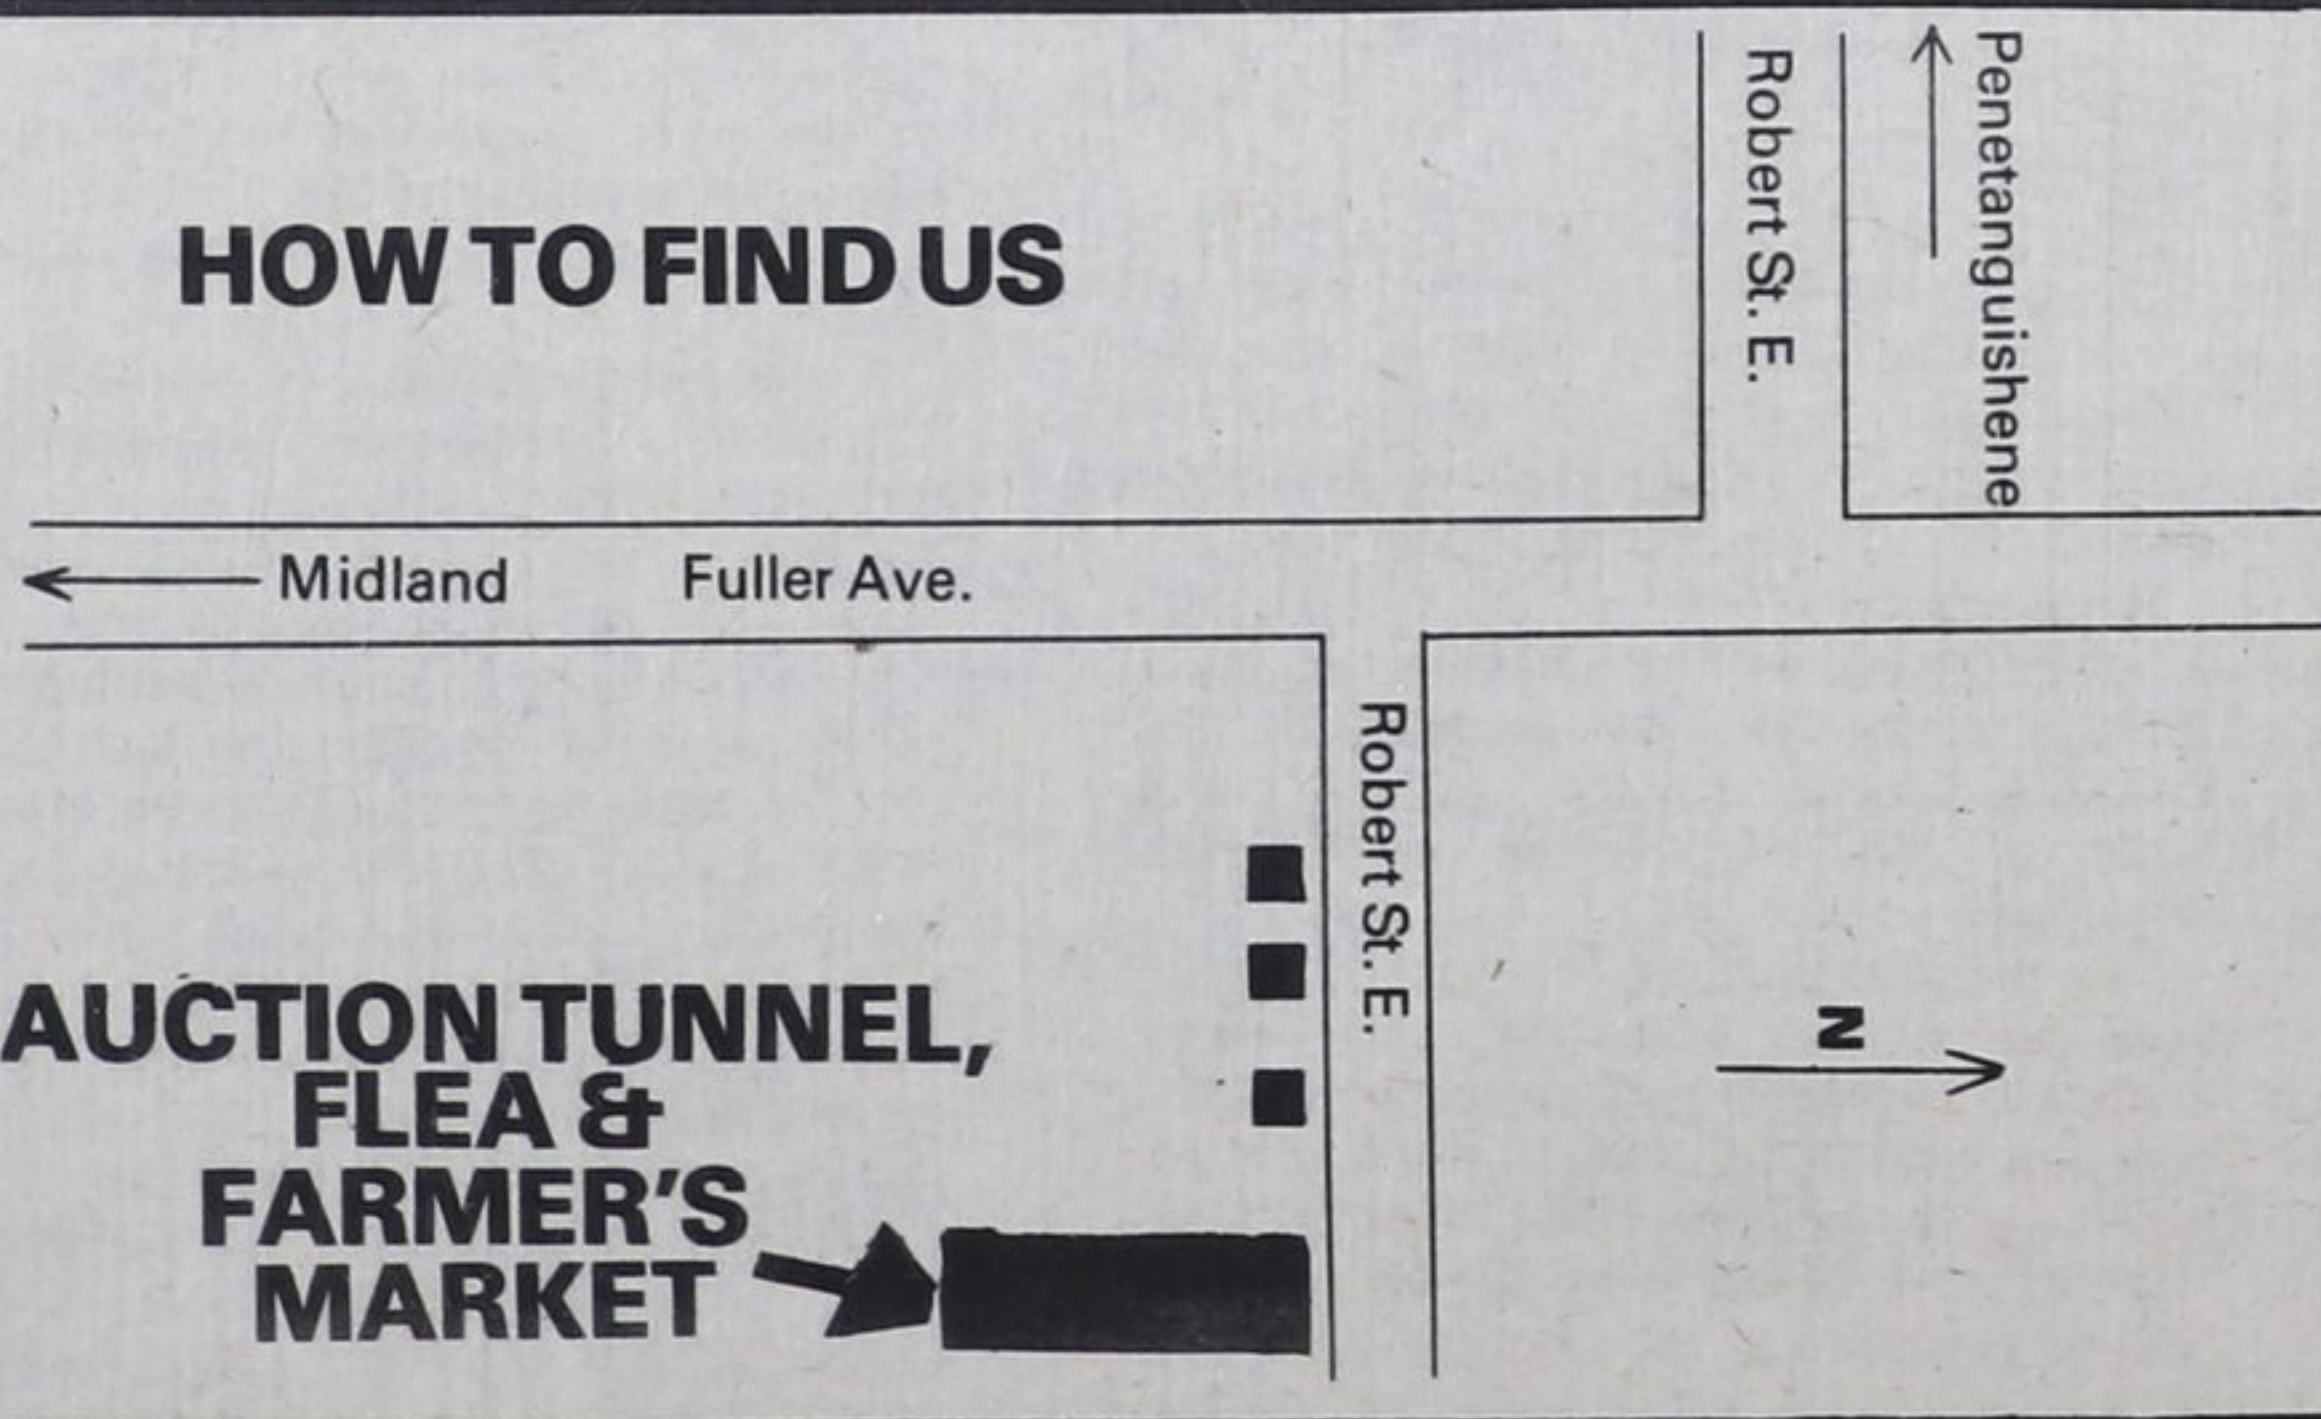 HOW TO FIND US
Robert St. E.
Penetanguishene
Midland
Fuller Ave.
Robert St. E.
N
AUCTION TUNNEL,
FLEA &
FARMER'S
MARKET